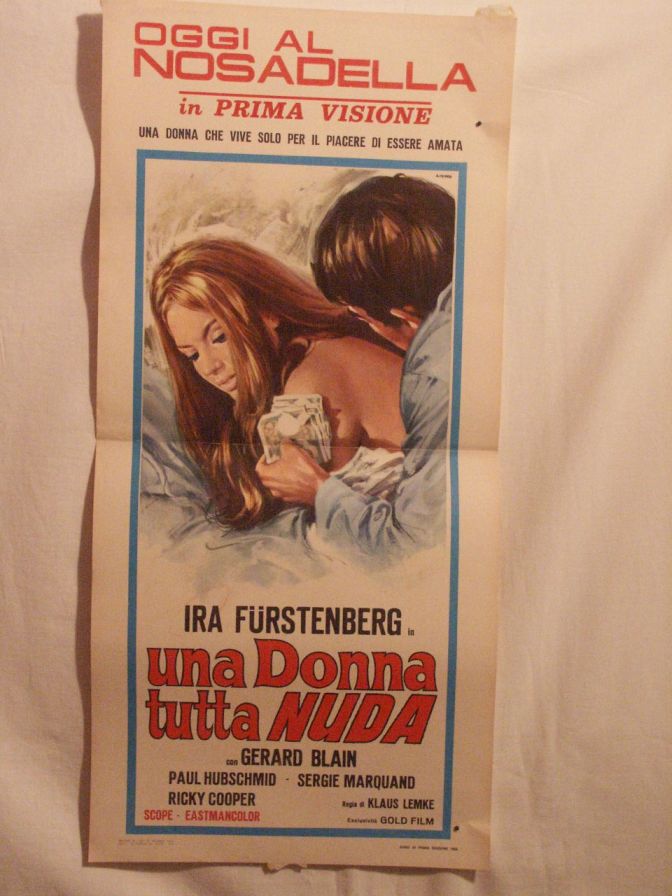 OGGI AL
NOSADELLA
in PRIMA VISIONE
UNA DONNA CHE VIVE SOLO PER IL PIACERE DI ESSERE AMATA
IRA FÜRSTENBERG in
una Donna
tutta NUDA
con GERARD BLAIN
PAUL HUBSCHMID - SERGIE MARQUAND
RICKY COOPER
Regia di KLAUS LEMKE
SCOPE - EASTMANCOLOR
Esclusività GOLD FILM